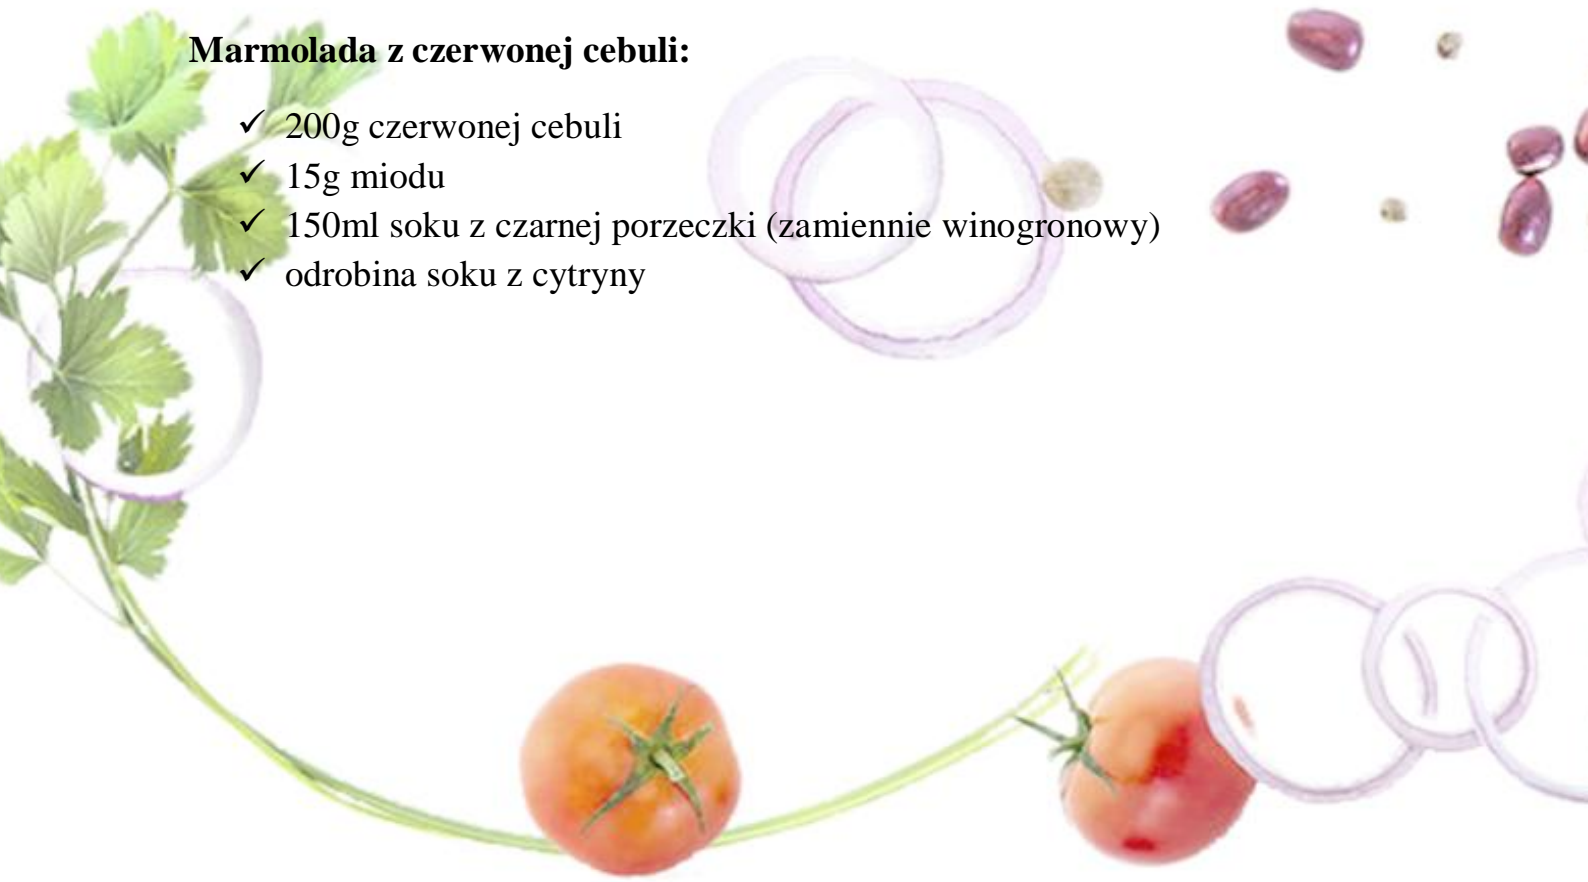 Marmolada z czerwonej cebuli:
✓ 200g czerwonej cebuli
✓ 15g miodu
✓ 150ml soku z czarnej porzeczki (zamiennie winogronowy)
✓ odrobina soku z cytryny